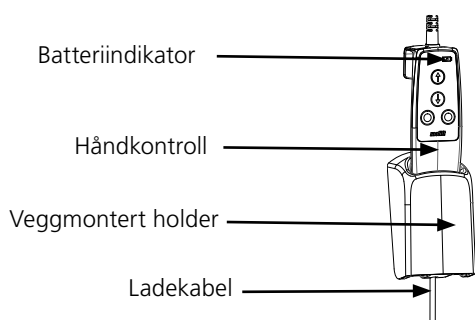 Batteriindikator
Håndkontroll
Veggmontert holder
Ladekabel